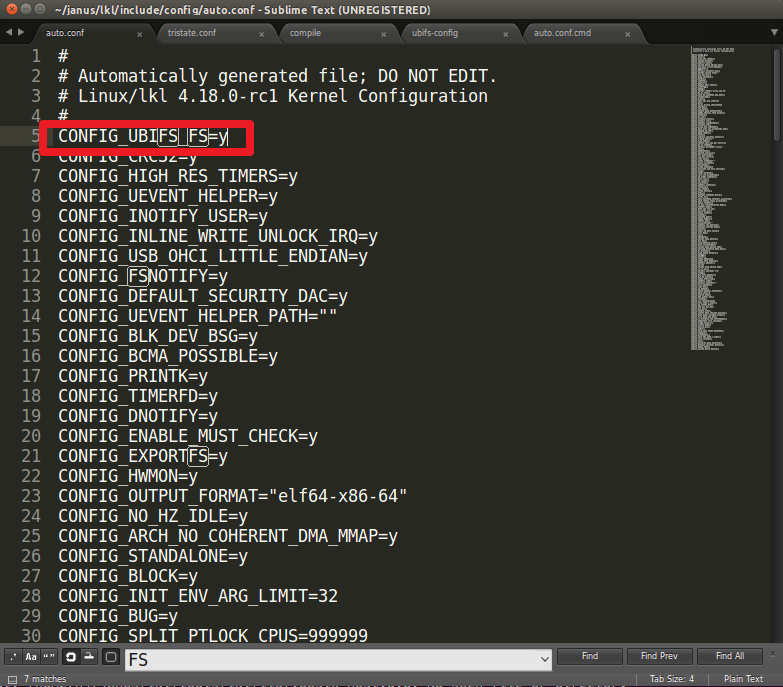 ~/janus/lkl/include/config/auto.conf - Sublime Text (UNREGISTERED)
auto.conf × tristate.conf × compile × ubifs-config × auto.conf.cmd ×
1 #
2 # Automatically generated file; DO NOT EDIT.
3 # Linux/lkl 4.18.0-rc1 Kernel Configuration
4 #
5 CONFIG_UBIFS_FS=y
6 CONFIG_CRC32=y
7 CONFIG_HIGH_RES_TIMERS=y
8 CONFIG_UEVENT_HELPER=y
9 CONFIG_INOTIFY_USER=y
10 CONFIG_INLINE_WRITE_UNLOCK_IRQ=y
11 CONFIG_USB_OHCI_LITTLE_ENDIAN=y
12 CONFIG_FSNOTIFY=y
13 CONFIG_DEFAULT_SECURITY_DAC=y
14 CONFIG_UEVENT_HELPER_PATH=""
15 CONFIG_BLK_DEV_BSG=y
16 CONFIG_BCMA_POSSIBLE=y
17 CONFIG_PRINTK=y
18 CONFIG_TIMERFD=y
19 CONFIG_DNOTIFY=y
20 CONFIG_ENABLE_MUST_CHECK=y
21 CONFIG_EXPORTFS=y
22 CONFIG_HWMON=y
23 CONFIG_OUTPUT_FORMAT="elf64-x86-64"
24 CONFIG_NO_HZ_IDLE=y
25 CONFIG_ARCH_NO_COHERENT_DMA_MMAP=y
26 CONFIG_STANDALONE=y
27 CONFIG_BLOCK=y
28 CONFIG_INIT_ENV_ARG_LIMIT=32
29 CONFIG_BUG=y
30 CONFIG_SPLIT_PTLOCK_CPUS=999999
.* Aa “” FS Find Find Prev Find All
7 matches Tab Size: 4 Plain Text